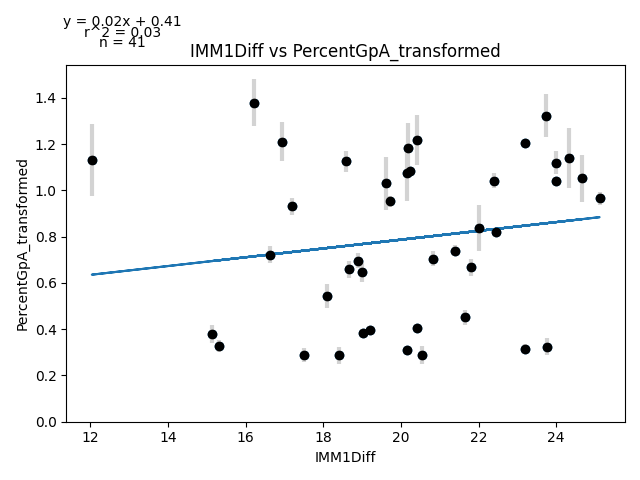 y = 0.02x + 0.41
r^2 = 0.03
n = 41
IMM1Diff vs PercentGpA_transformed
PercentGpA_transformed
1.4
1.2
1.0
0.8
0.6
0.4
0.2
0.0
12 14 16 18 20 22 24
IMM1Diff